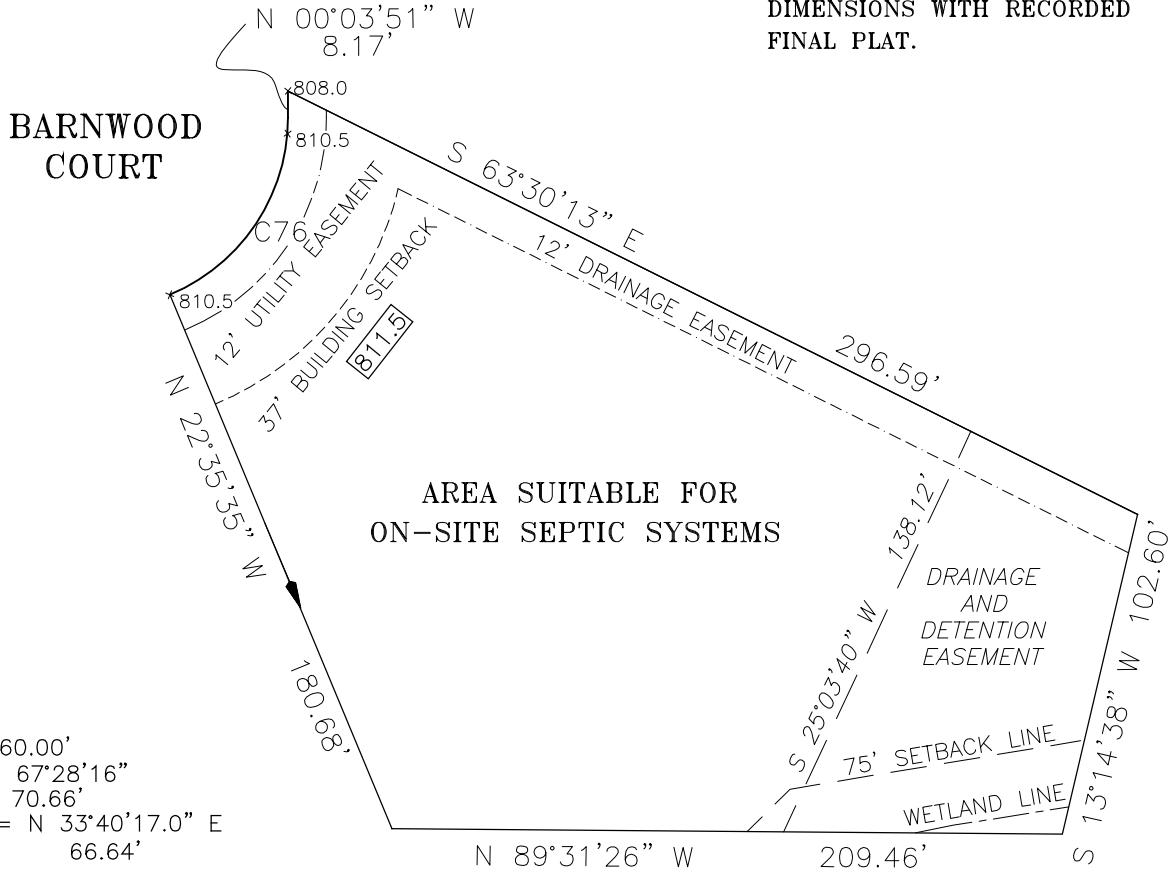 N 00°03'51" W
8.17'
DIMENSIONS WITH RECORDED
FINAL PLAT.
808.0
BARNWOOD
COURT
810.5
S 63°30'13" E
C76
12' UTILITY EASEMENT
12' DRAINAGE EASEMENT
810.5
37' BUILDING SETBACK
811.5
296.59'
N 22°35'35" W
AREA SUITABLE FOR
ON-SITE SEPTIC SYSTEMS
138.12'
S 25°03'40" W
DRAINAGE
AND
DETENTION
EASEMENT
S 13°14'38" W 102.60'
180.68'
75' SETBACK LINE
WETLAND LINE
60.00'
67°28'16"
70.66'
= N 33°40'17.0" E
66.64'
N 89°31'26" W 209.46'